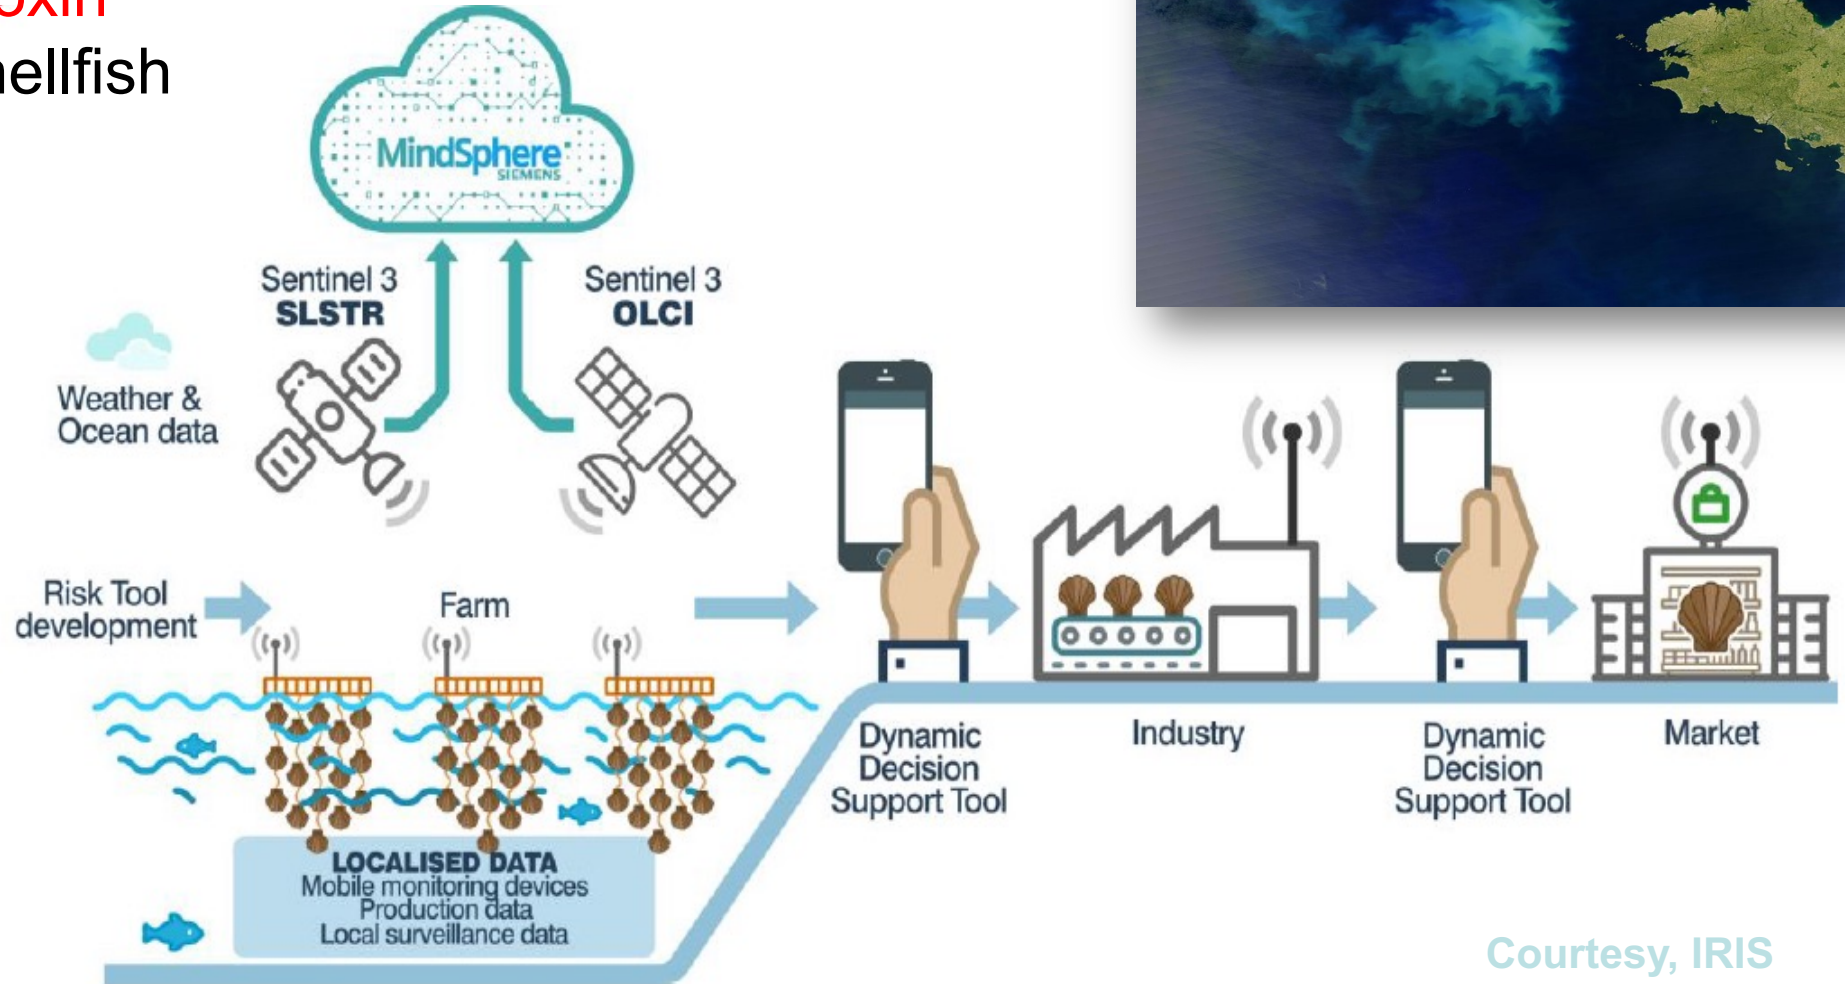 oxin
ellfish
MindSphere
SIEMENS
Sentinel 3
SLSTR
Sentinel 3
OLCI
Weather &
Ocean data
Risk Tool
development
Farm
LOCALISED DATA
Mobile monitoring devices
Production data
Local surveillance data
Dynamic
Decision
Support Tool
Industry
Dynamic
Decision
Support Tool
Market
Courtesy, IRIS